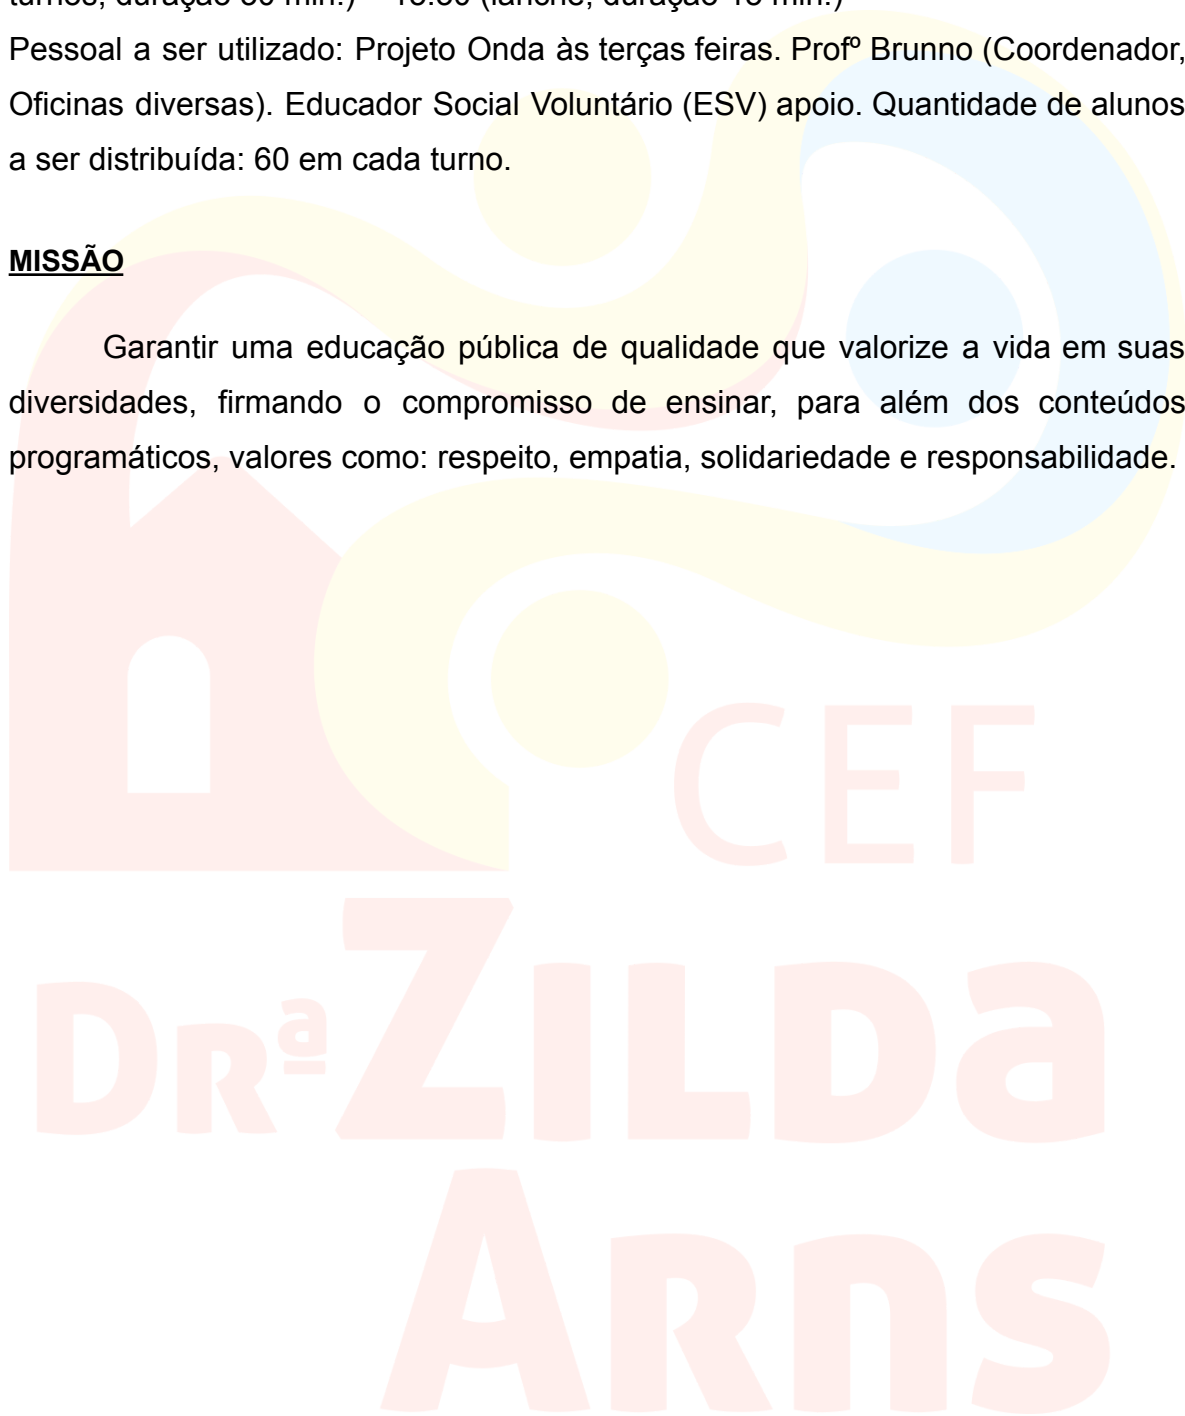 Pessoal a ser utilizado: Projeto Onda às terças feiras. Profº Brunno (Coordenador,
Oficinas diversas). Educador Social Voluntário (ESV) apoio. Quantidade de alunos
a ser distribuída: 60 em cada turno.
MISSÃO
Garantir uma educação pública de qualidade que valorize a vida em suas
diversidades, firmando o compromisso de ensinar, para além dos conteúdos
programáticos, valores como: respeito, empatia, solidariedade e responsabilidade.
CEF
DRª ZILDA
ARNS